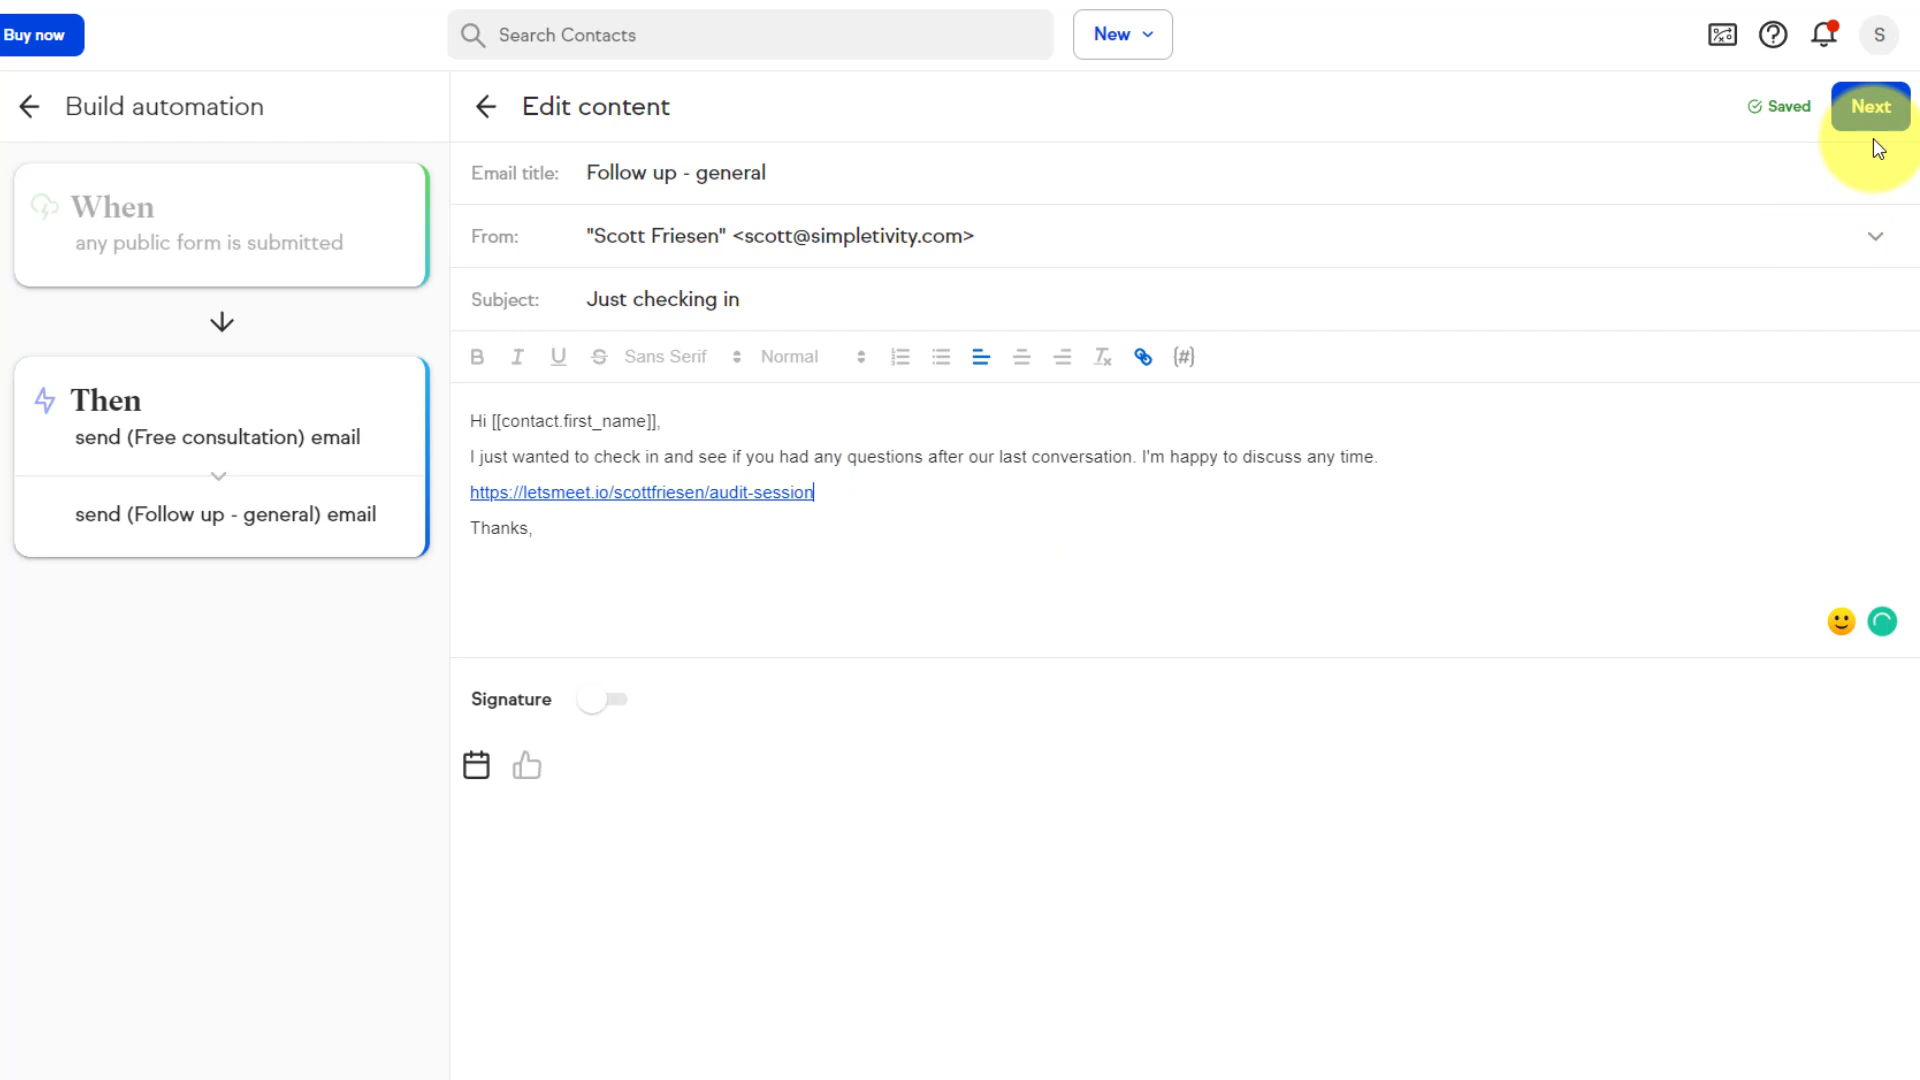 Buy now
Search Contacts
New
S
Build automation
Edit content
Saved
Next
When
any public form is submitted
Then
send (Free consultation) email
send (Follow up - general) email
Email title: Follow up - general
From: "Scott Friesen" <scott@simpletivity.com>
Subject: Just checking in
B I U S Sans Serif Normal {#}
Hi [[contact.first_name]],
I just wanted to check in and see if you had any questions after our last conversation. I'm happy to discuss any time.
https://letsmeet.io/scottfriesen/audit-session
Thanks,
Signature